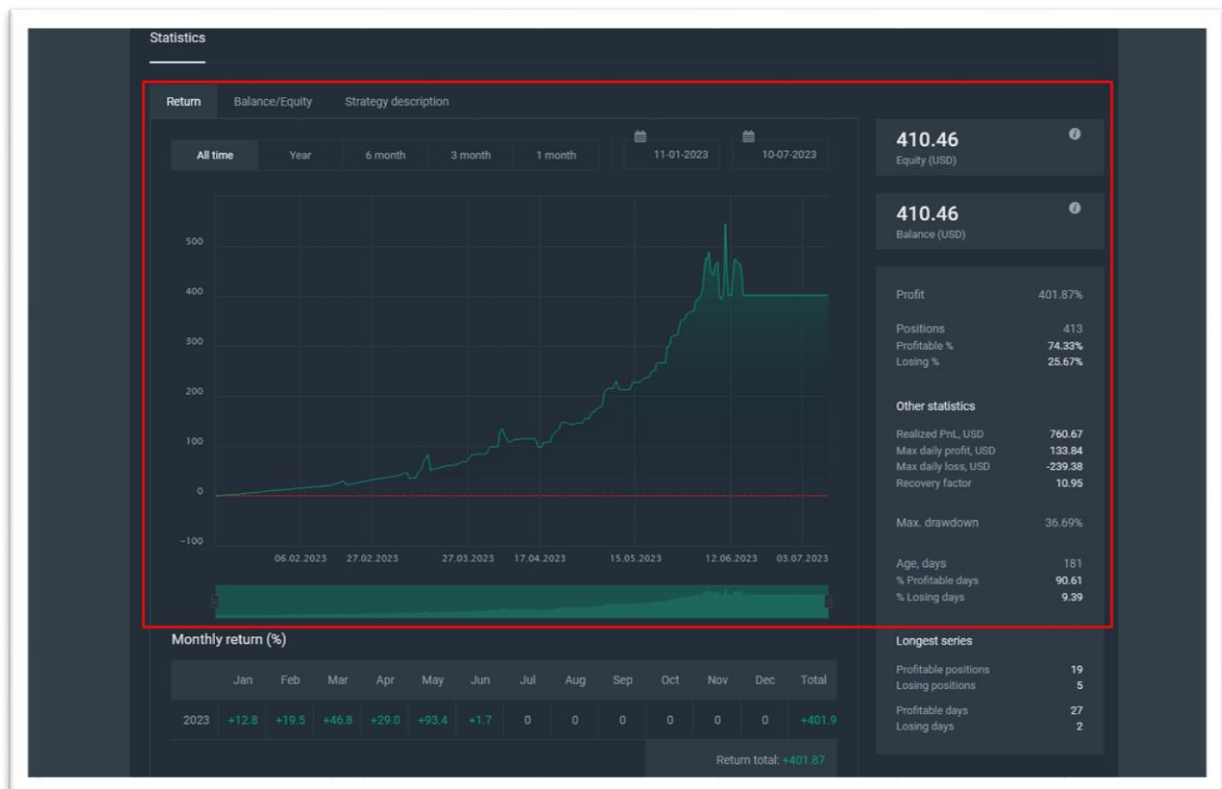 Statistics
Return Balance/Equity Strategy description
All time Year 6 month 3 month 1 month 11-01-2023 10-07-2023
500
400
300
200
100
0
-100
06.02.2023 27.02.2023 27.03.2023 17.04.2023 15.05.2023 12.06.2023 03.07.2023
410.46
Equity (USD)
410.46
Balance (USD)
Profit 401.87%
Positions 413
Profitable % 74.33%
Losing % 25.67%
Other statistics
Realized PnL, USD 760.67
Max daily profit, USD 133.84
Max daily loss, USD -239.38
Recovery factor 10.95
Max. drawdown 36.69%
Age, days 181
% Profitable days 90.61
% Losing days 9.39
Monthly return (%)
Jan Feb Mar Apr May Jun Jul Aug Sep Oct Nov Dec Total
2023 +12.8 +19.5 +46.8 +29.0 +93.4 +1.7 0 0 0 0 0 0 +401.9
Return total: +401.87
Longest series
Profitable positions 19
Losing positions 5
Profitable days 27
Losing days 2